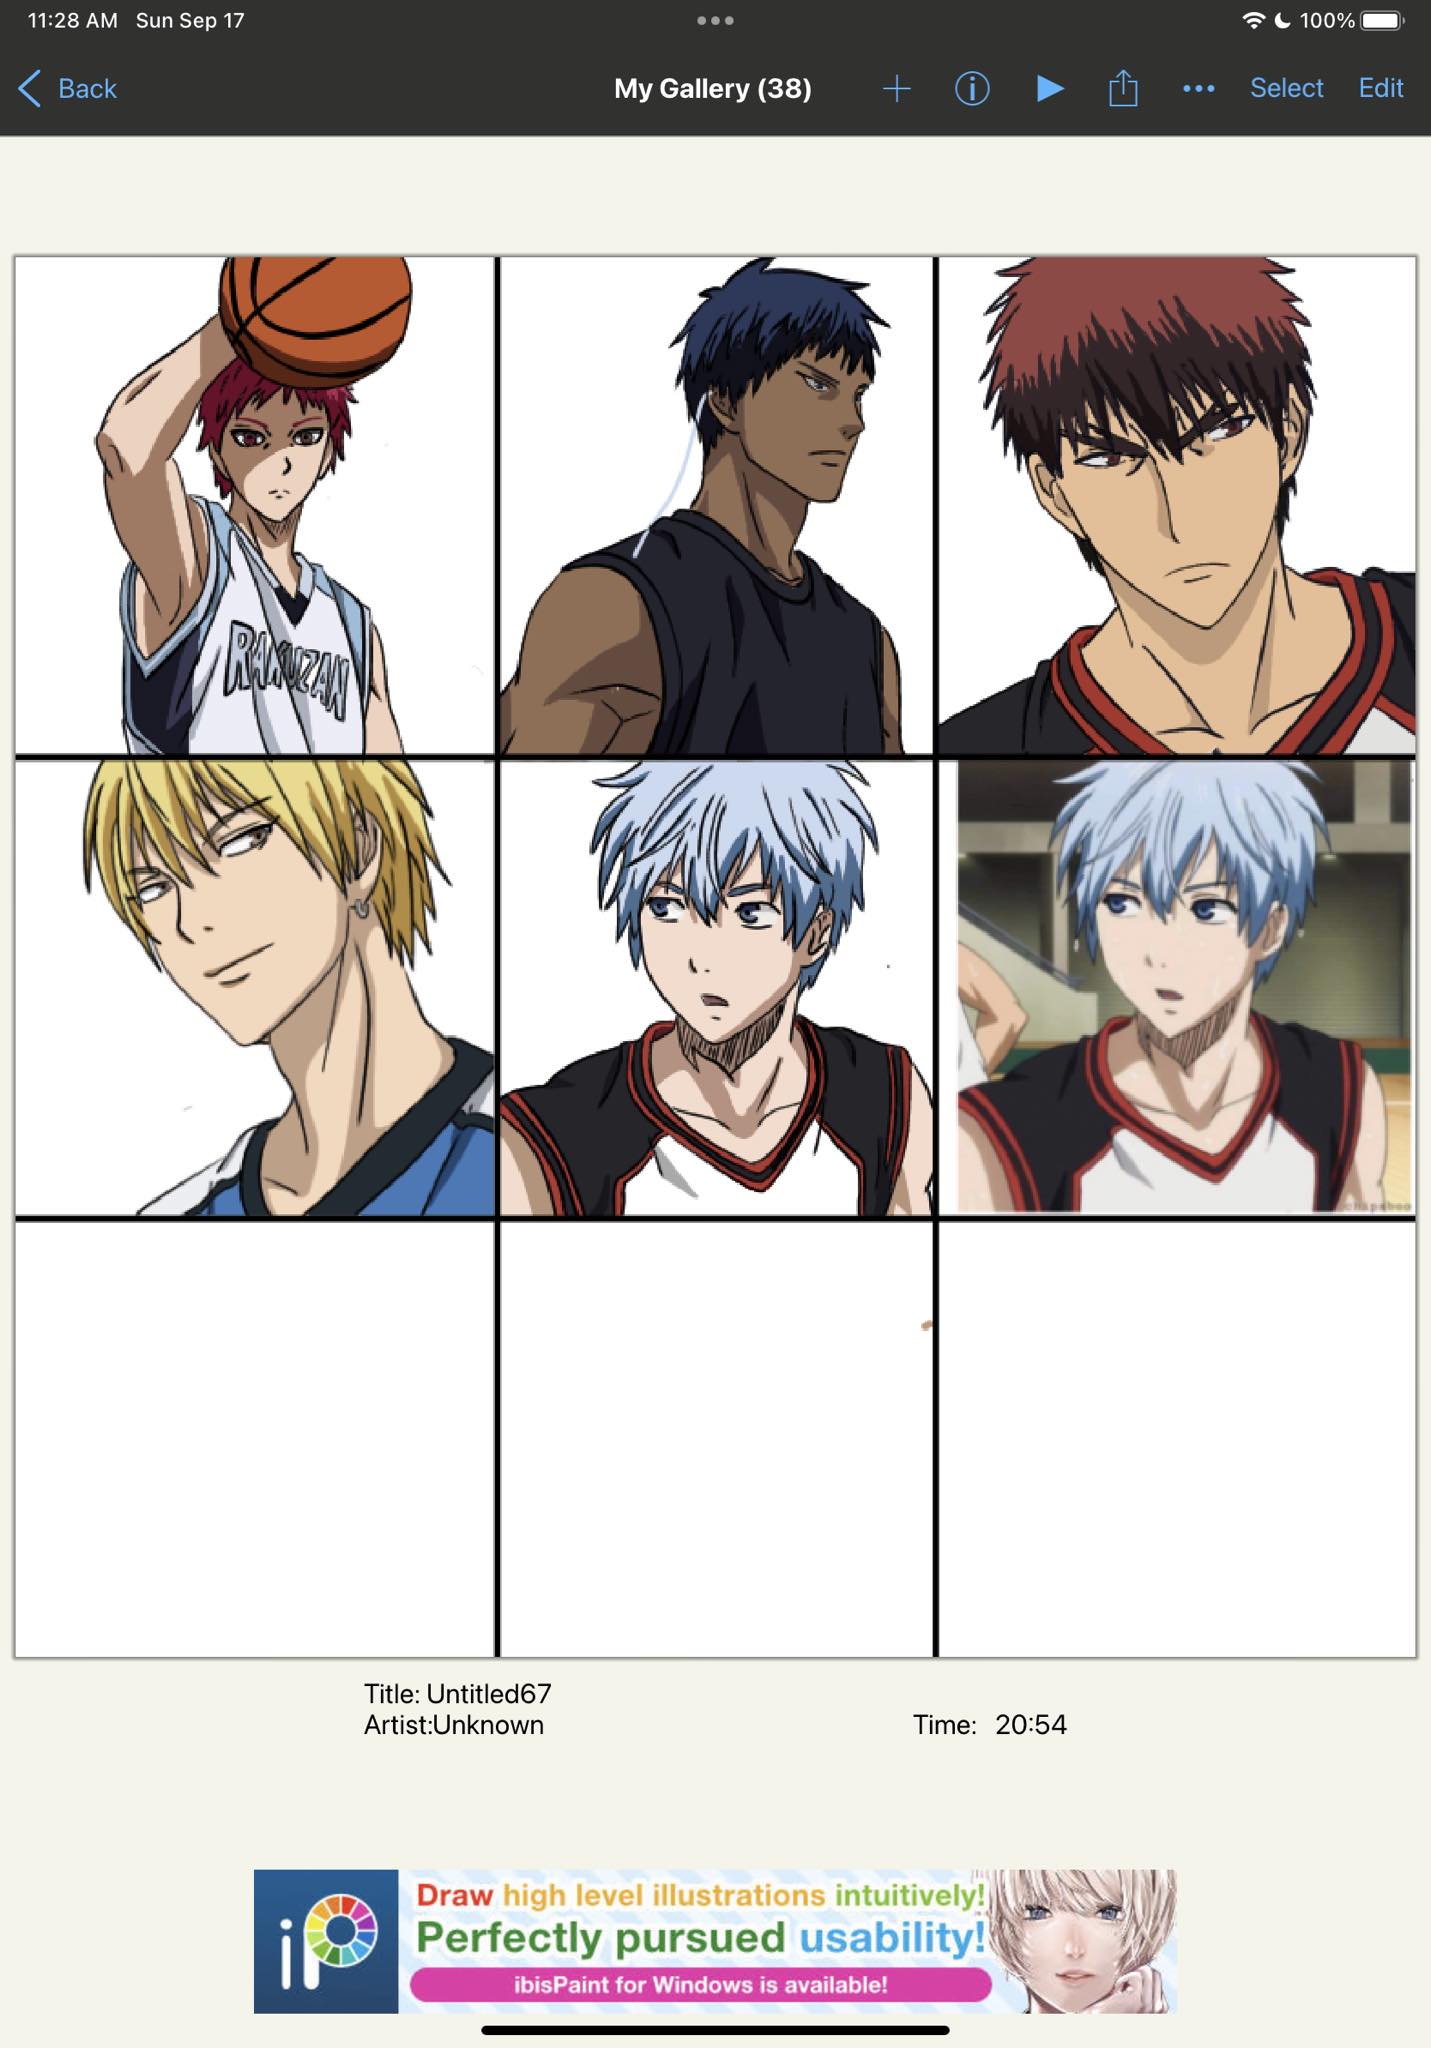 11:28 AM Sun Sep 17
100%
Back
My Gallery (38)
Select
Edit
RAKUZAN
Title: Untitled67
Artist:Unknown
Time: 20:54
iP
Draw high level illustrations intuitively!
Perfectly pursued usability!
ibisPaint for Windows is available!